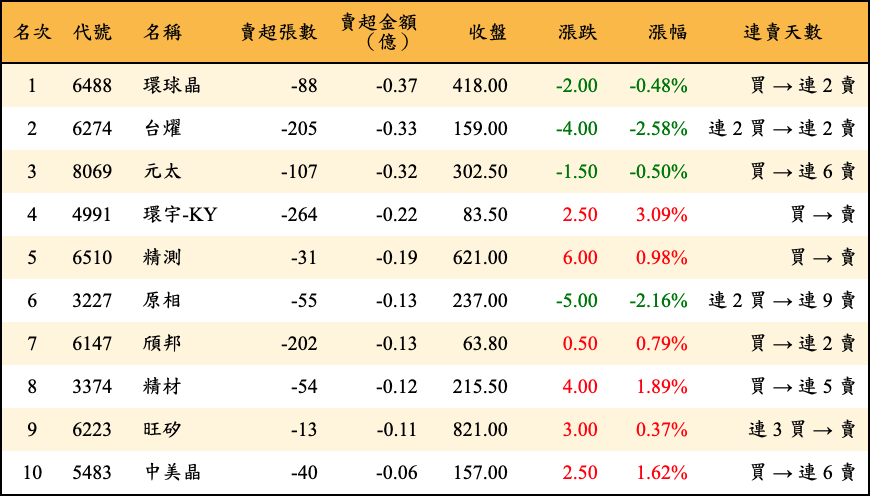 名次 代號 名稱 賣超張數 賣超金額（億） 收盤 漲跌 漲幅 連賣天數
1 6488 環球晶 -88 -0.37 418.00 -2.00 -0.48% 買 → 連 2 賣
2 6274 台燿 -205 -0.33 159.00 -4.00 -2.58% 連 2 買 → 連 2 賣
3 8069 元太 -107 -0.32 302.50 -1.50 -0.50% 買 → 連 6 賣
4 4991 環宇-KY -264 -0.22 83.50 2.50 3.09% 買 → 賣
5 6510 精測 -31 -0.19 621.00 6.00 0.98% 買 → 賣
6 3227 原相 -55 -0.13 237.00 -5.00 -2.16% 連 2 買 → 連 9 賣
7 6147 頎邦 -202 -0.13 63.80 0.50 0.79% 買 → 連 2 賣
8 3374 精材 -54 -0.12 215.50 4.00 1.89% 買 → 連 5 賣
9 6223 旺矽 -13 -0.11 821.00 3.00 0.37% 連 3 買 → 賣
10 5483 中美晶 -40 -0.06 157.00 2.50 1.62% 買 → 連 6 賣